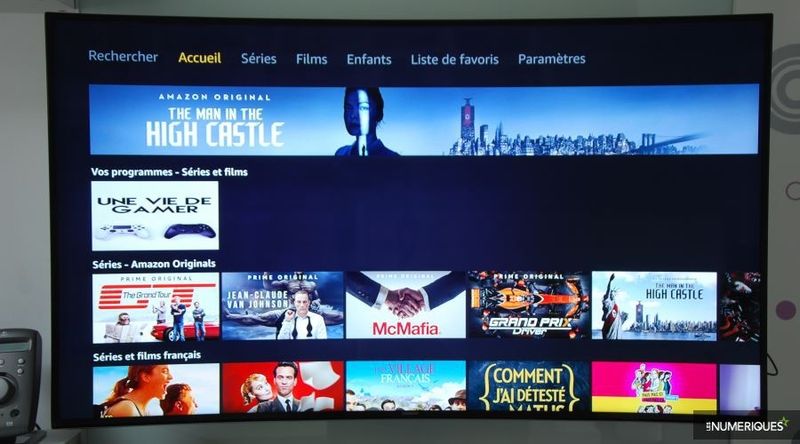 Rechercher Accueil Séries Films Enfants Liste de favoris Paramètres
AMAZON ORIGINAL
THE MAN IN THE
HIGH CASTLE
Vos programmes - Séries et films
UNE VIE DE
GAMER
Séries - Amazon Originals
PRIME ORIGINAL
The Grand Tour
PRIME ORIGINAL
JEAN-CLAUDE
VAN JOHNSON
PRIME ORIGINAL
McMafia
PRIME ORIGINAL
GRAND PRIX
Driver
THE MAN IN THE
HIGH CASTLE
Séries et films français
VILLAGE
FRANÇAIS
COMMENT
J'AI DÉTESTÉ
MATHS
LES NUMERIQUES